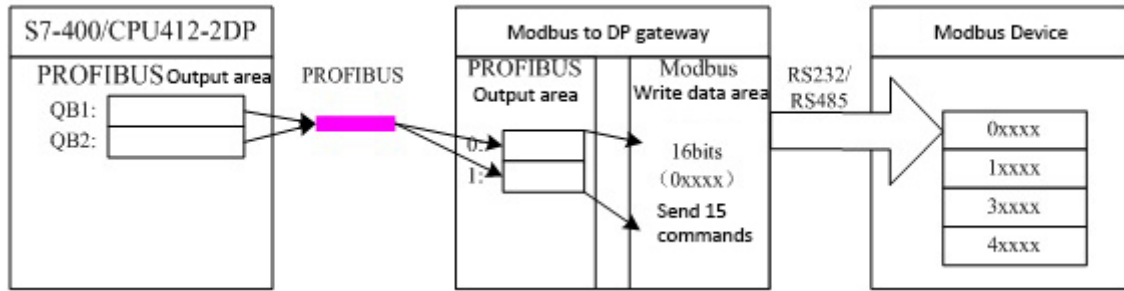 S7-400/CPU412-2DP
PROFIBUS Output area
QB1:
QB2:
PROFIBUS
Modbus to DP gateway
PROFIBUS
Output area
0:
1:
Modbus
Write data area
16bits
(0xxxx)
Send 15
commands
RS232/
RS485
Modbus Device
0xxxx
1xxxx
3xxxx
4xxxx